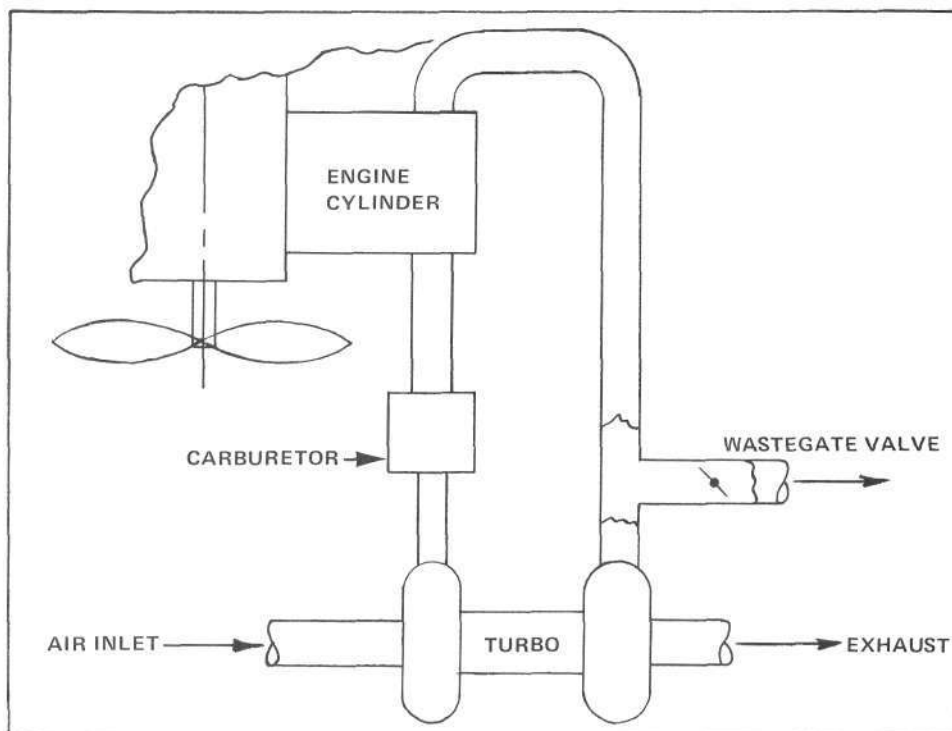 ENGINE
CYLINDER
CARBURETOR
WASTEGATE VALVE
AIR INLET
TURBO
EXHAUST